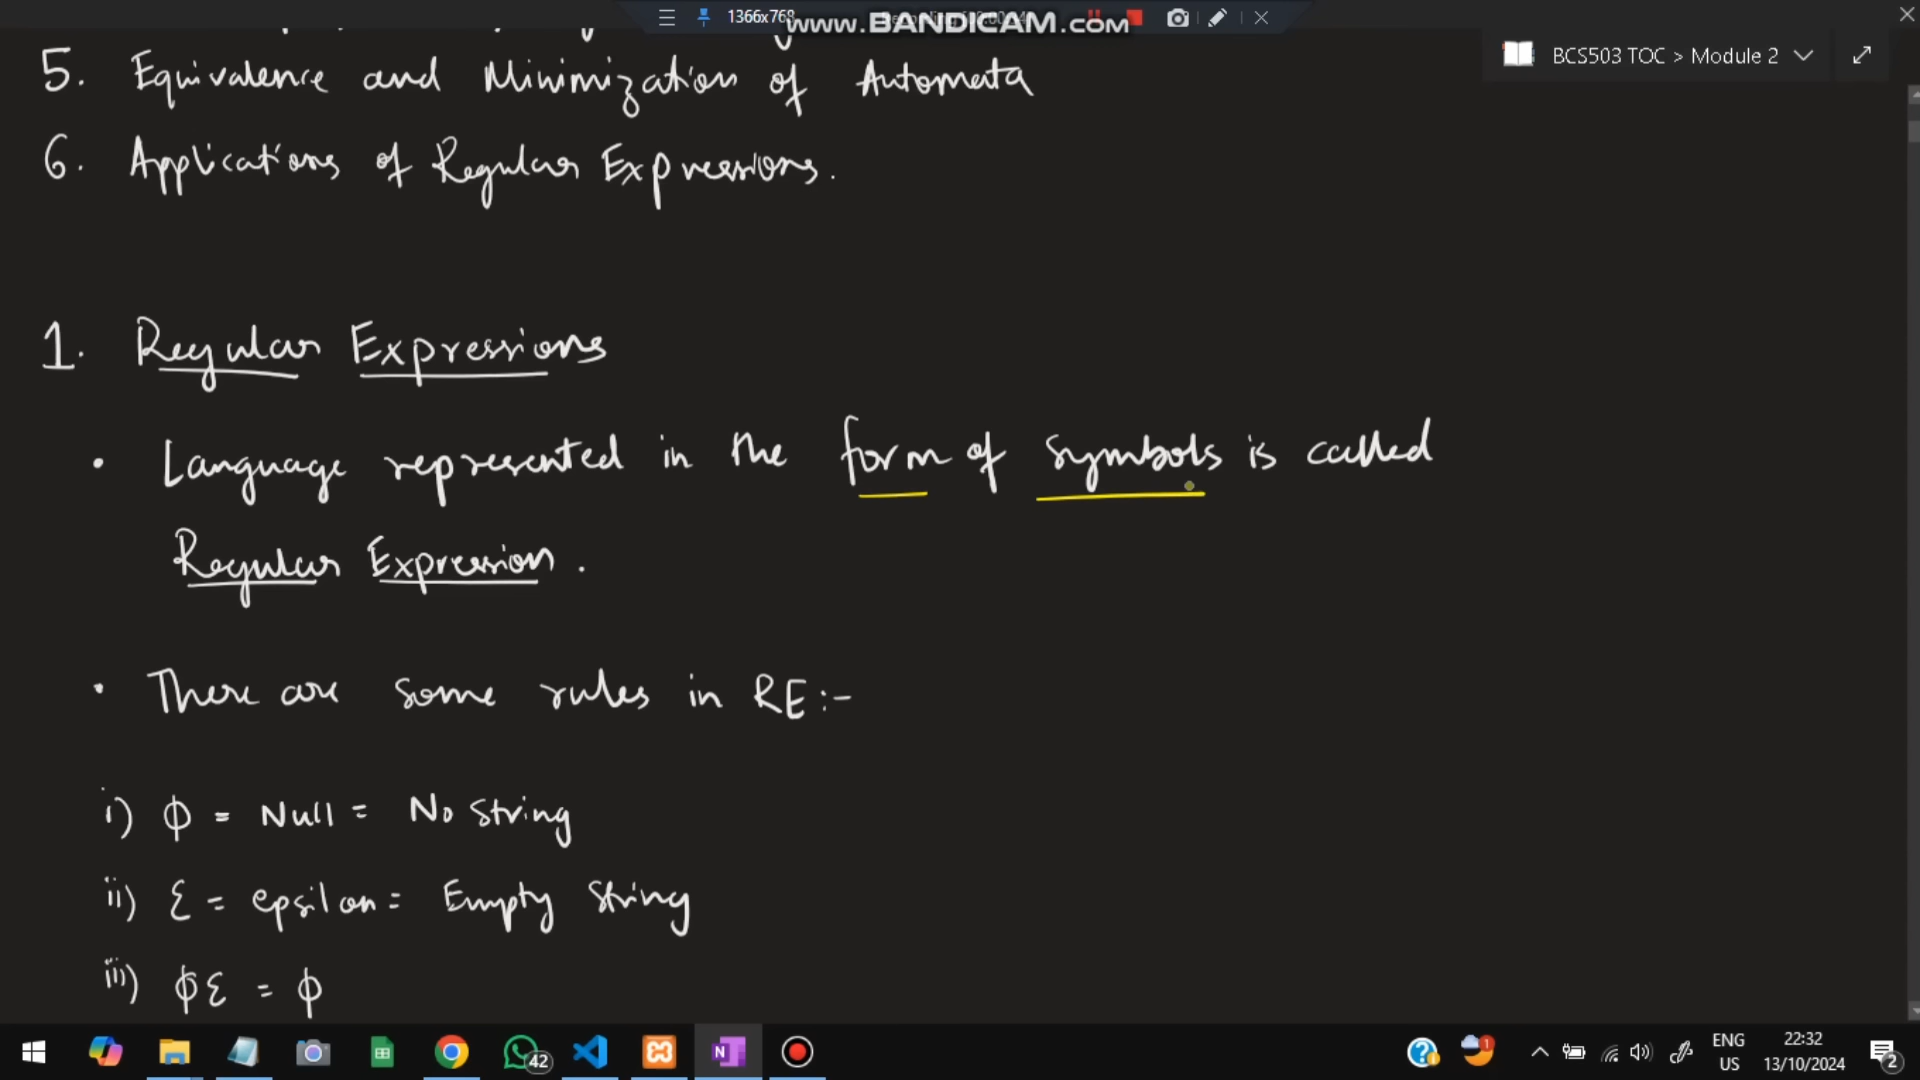 1366x768
www.BANDICAM.com
BCS503 TOC > Module 2
5. Equivalence and Minimization of Automata
6. Applications of Regular Expressions.
1. Regular Expressions
• Language represented in the form of symbols is called
Regular Expression.
• There are some rules in RE:-
i) φ = Null = No string
ii) ε = epsilon = Empty string
iii) φε = φ
42
1
ENG
US
22:32
13/10/2024
2